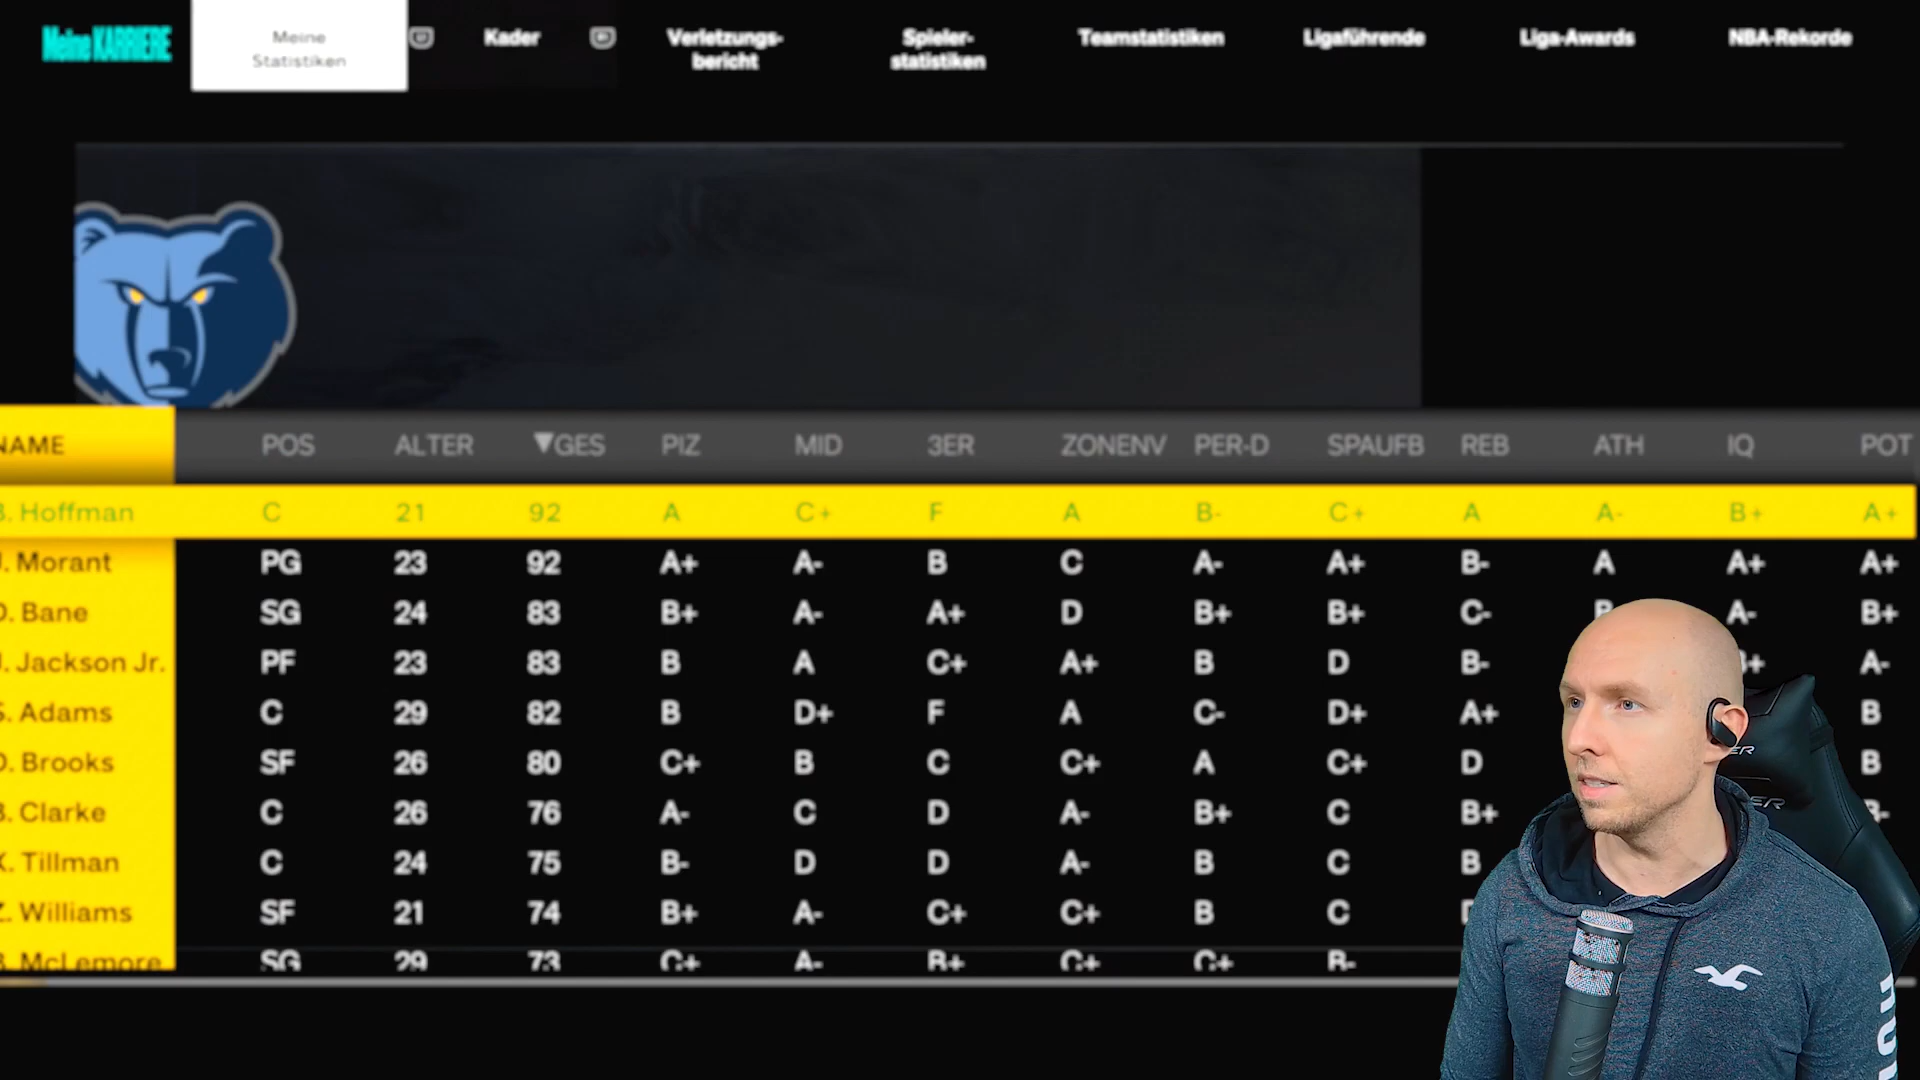 Meine KARRIERE
Meine Statistiken
Kader
Verletzungs-
bericht
Spieler-
statistiken
Teamstatistiken
Ligaführende
Liga-Awards
NBA-Rekorde
NAME POS ALTER ▼GES PIZ MID 3ER ZONENV PER-D SPAUFB REB ATH IQ POT
B. Hoffman C 21 92 A C+ F A B- C+ A A- B+ A+
J. Morant PG 23 92 A+ A- B C A- A+ B- A A+ A+
D. Bane SG 24 83 B+ A- A+ D B+ B+ C- A- B+
J. Jackson Jr. PF 23 83 B A C+ A+ B D B- A-
S. Adams C 29 82 B D+ F A C- D+ A+ B
D. Brooks SF 26 80 C+ B C C+ A C+ D B
B. Clarke C 26 76 A- C D A- B+ C B+
X. Tillman C 24 75 B- D D A- B C B
Z. Williams SF 21 74 B+ A- C+ C+ B C
B. McLemore SG 29 73 C+ A- B+ C+ C+ B-